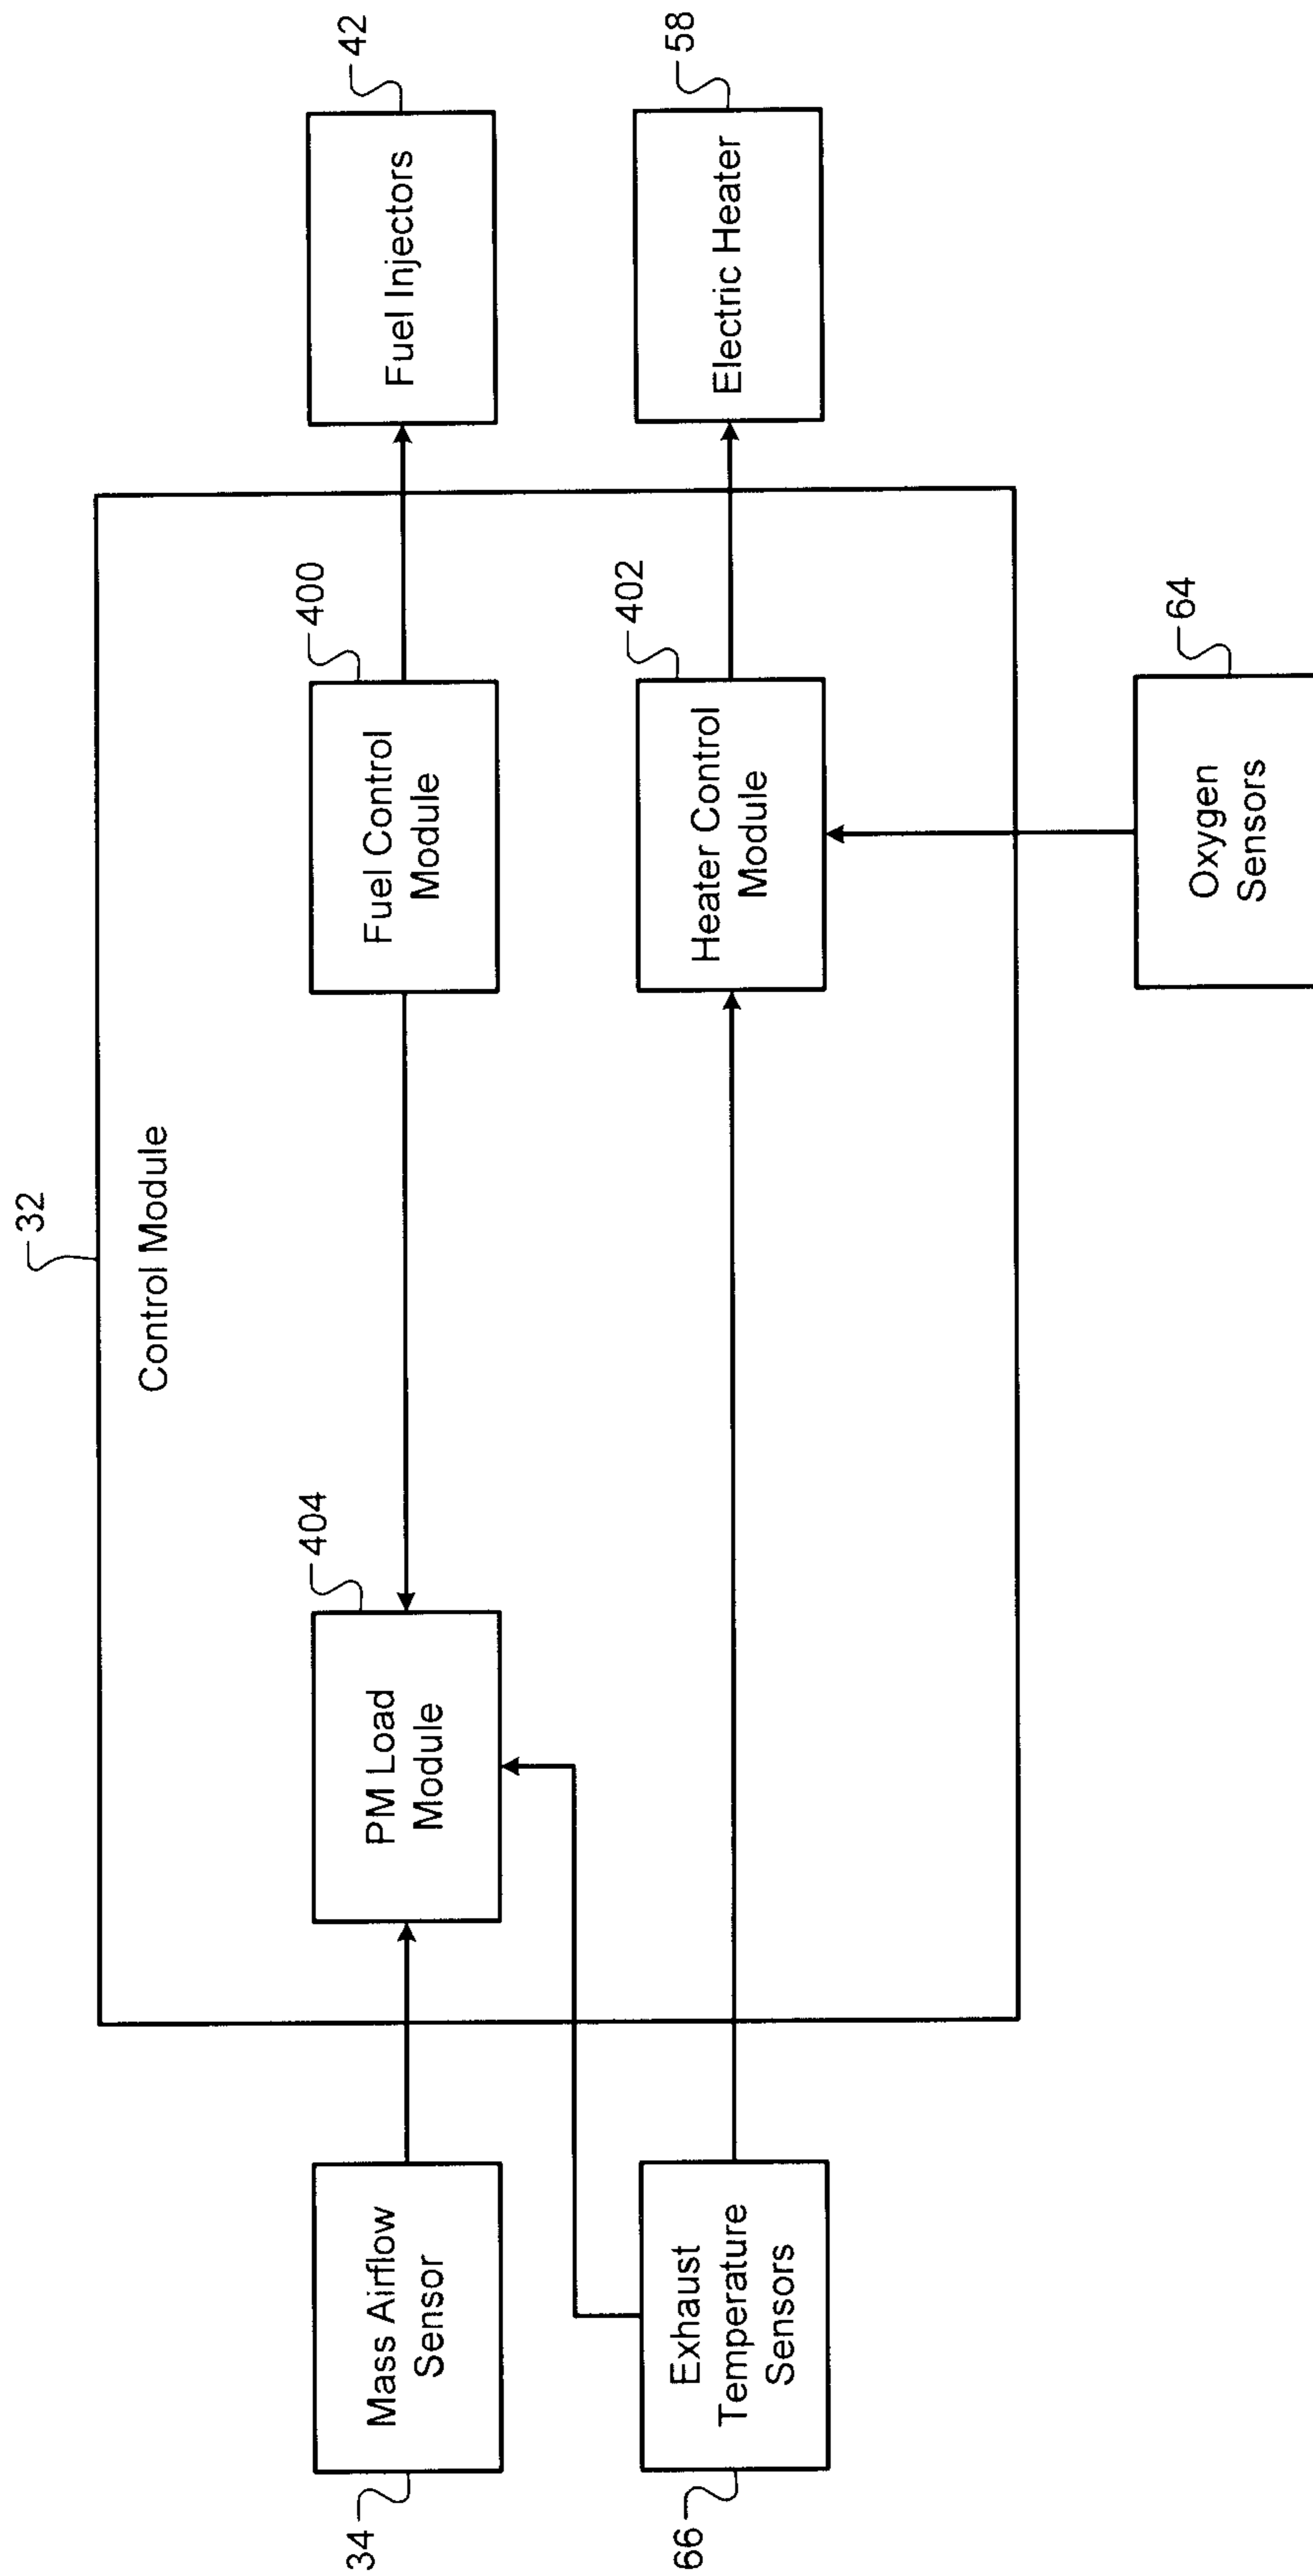 32
Control Module
34
Mass Airflow
Sensor
404
PM Load
Module
400
Fuel Control
Module
42
Fuel Injectors
66
Exhaust
Temperature
Sensors
402
Heater Control
Module
58
Electric Heater
64
Oxygen
Sensors